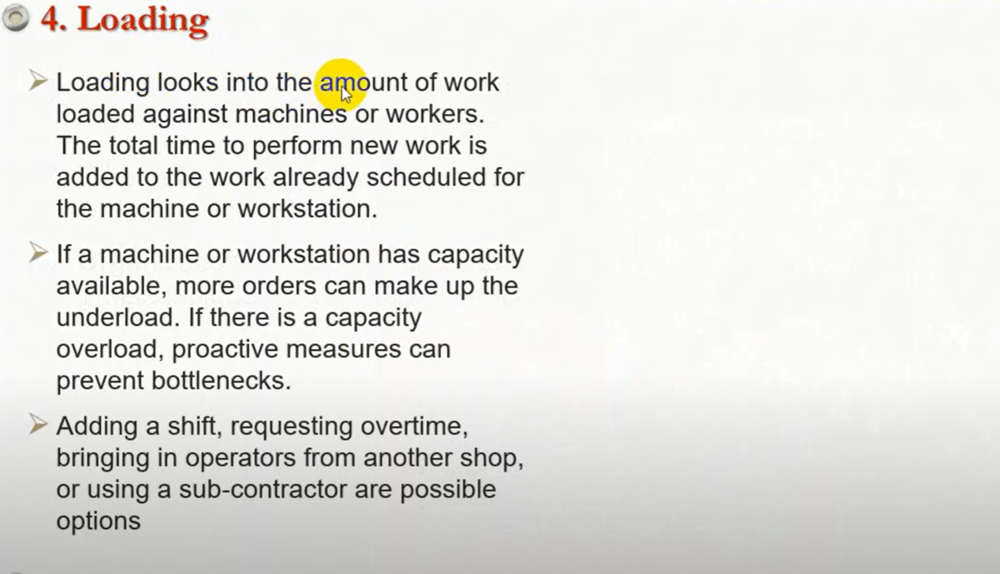 4. Loading
Loading looks into the amount of work
loaded against machines or workers.
The total time to perform new work is
added to the work already scheduled for
the machine or workstation.
If a machine or workstation has capacity
available, more orders can make up the
underload. If there is a capacity
overload, proactive measures can
prevent bottlenecks.
Adding a shift, requesting overtime,
bringing in operators from another shop,
or using a sub-contractor are possible
options